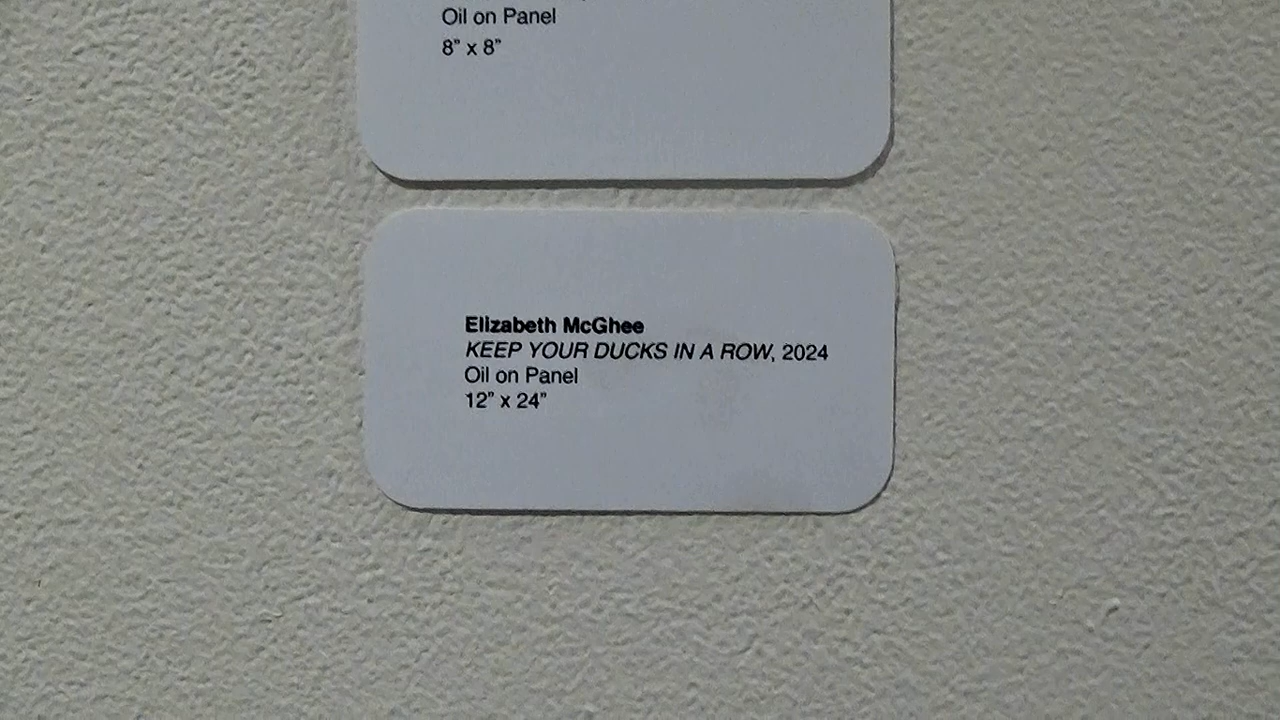 Oil on Panel
8” x 8”
Elizabeth McGhee
KEEP YOUR DUCKS IN A ROW, 2024
Oil on Panel
12” x 24”